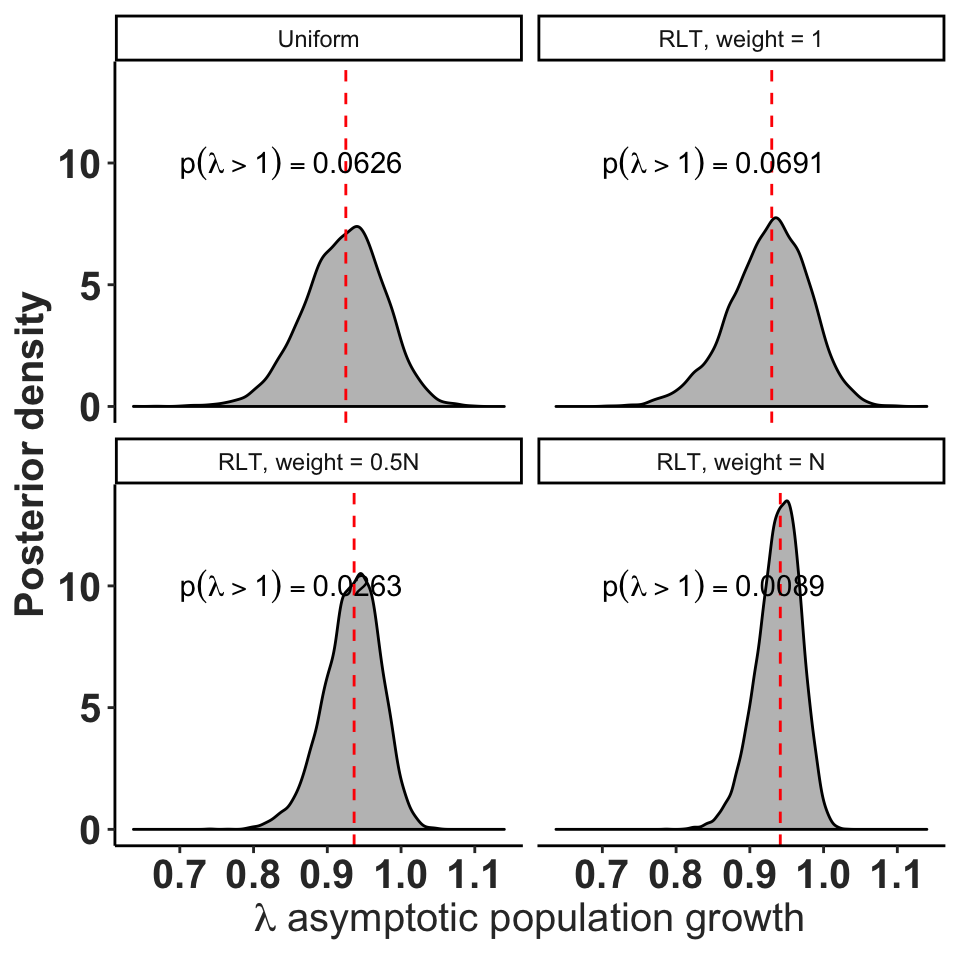 Uniform
RLT, weight = 1
p(λ > 1) = 0.0626
p(λ > 1) = 0.0691
10
5
0
RLT, weight = 0.5N
RLT, weight = N
p(λ > 1) = 0.0263
p(λ > 1) = 0.0089
10
5
0
Posterior density
0.7 0.8 0.9 1.0 1.1
0.7 0.8 0.9 1.0 1.1
λ asymptotic population growth